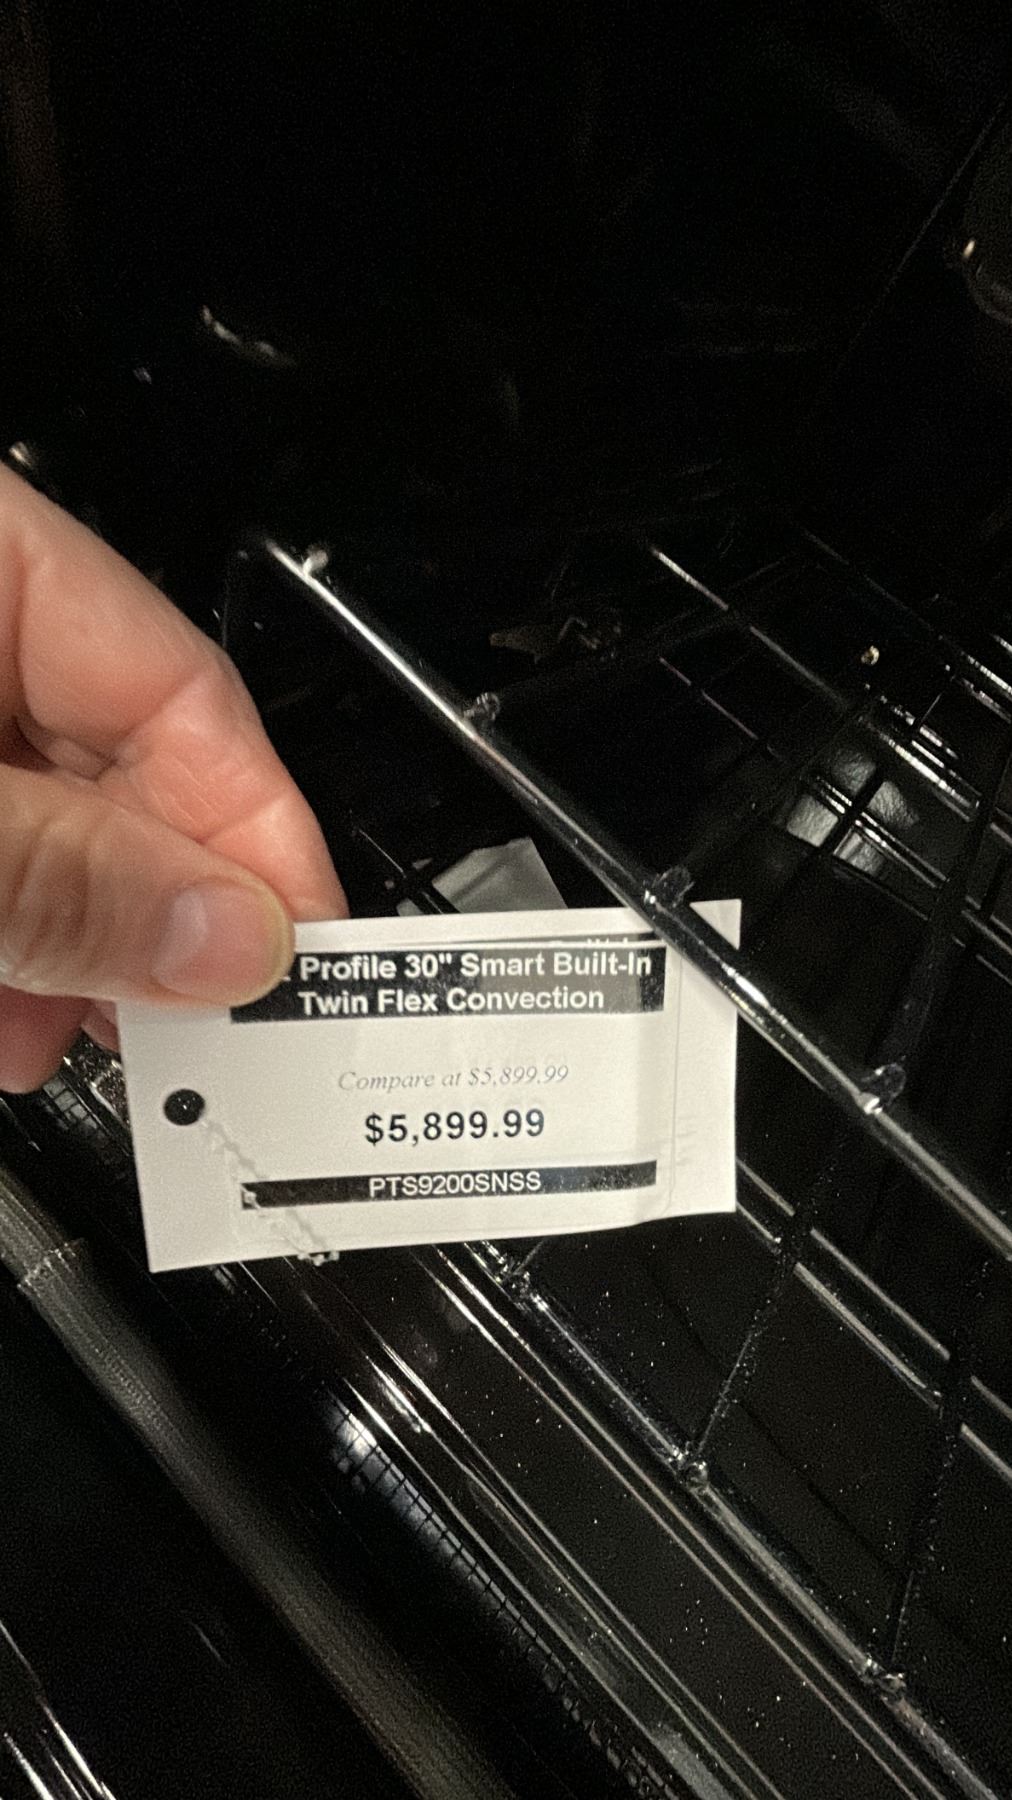 Profile 30" Smart Built-In
Twin Flex Convection
Compare at $5,899.99
$5,899.99
PTS9200SNSS